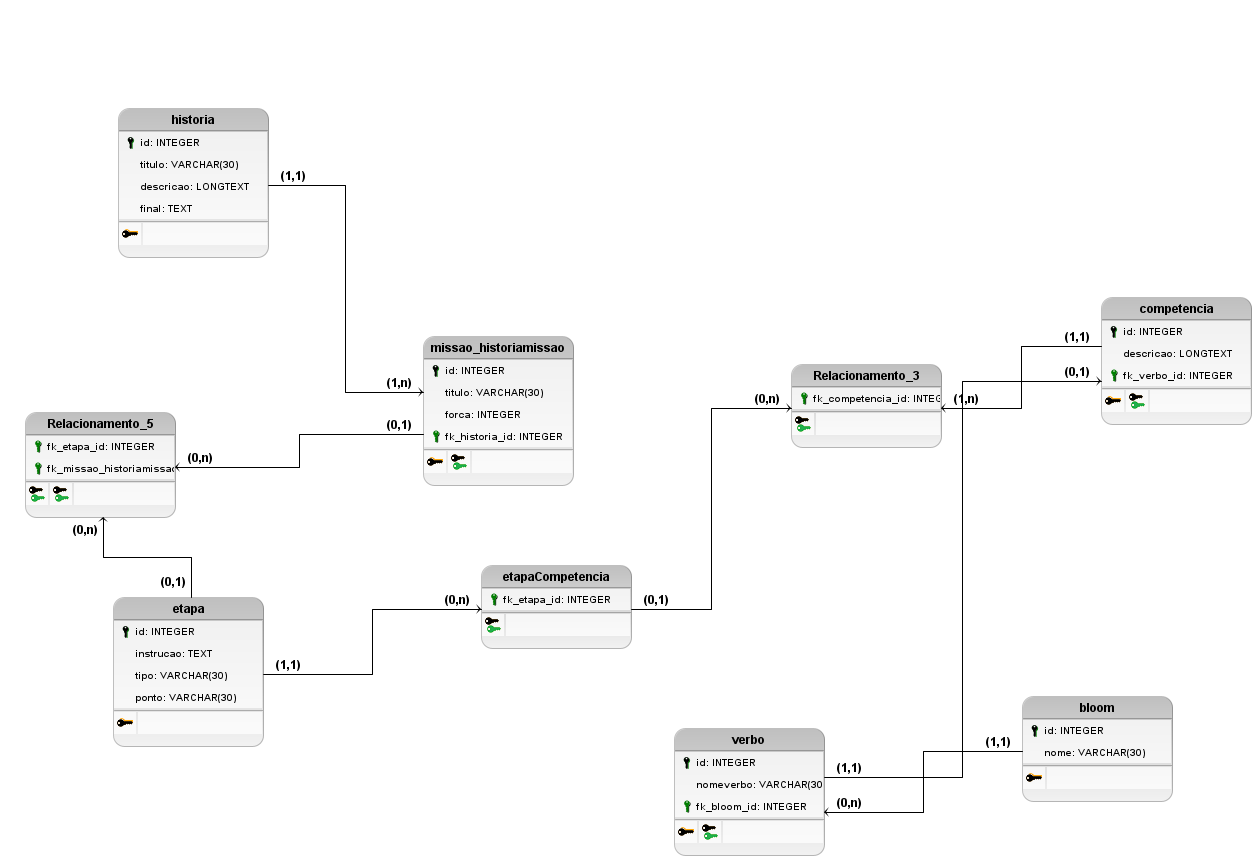 historia
id: INTEGER
titulo: VARCHAR(30)
descricao: LONGTEXT
final: TEXT
(1,1)
missao_historiamissao
id: INTEGER
titulo: VARCHAR(30)
forca: INTEGER
fk_historia_id: INTEGER
(1,n)
(0,1)
Relacionamento_5
fk_etapa_id: INTEGER
fk_missao_historiamissao
(0,n)
(0,n)
(0,1)
etapa
id: INTEGER
instrucao: TEXT
tipo: VARCHAR(30)
ponto: VARCHAR(30)
(1,1)
etapaCompetencia
fk_etapa_id: INTEGER
(0,n)
(0,1)
Relacionamento_3
fk_competencia_id: INTEG
(0,n)
(1,n)
competencia
id: INTEGER
descricao: LONGTEXT
fk_verbo_id: INTEGER
(1,1)
(0,1)
verbo
id: INTEGER
nomeverbo: VARCHAR(30
fk_bloom_id: INTEGER
(1,1)
(0,n)
bloom
id: INTEGER
nome: VARCHAR(30)
(1,1)